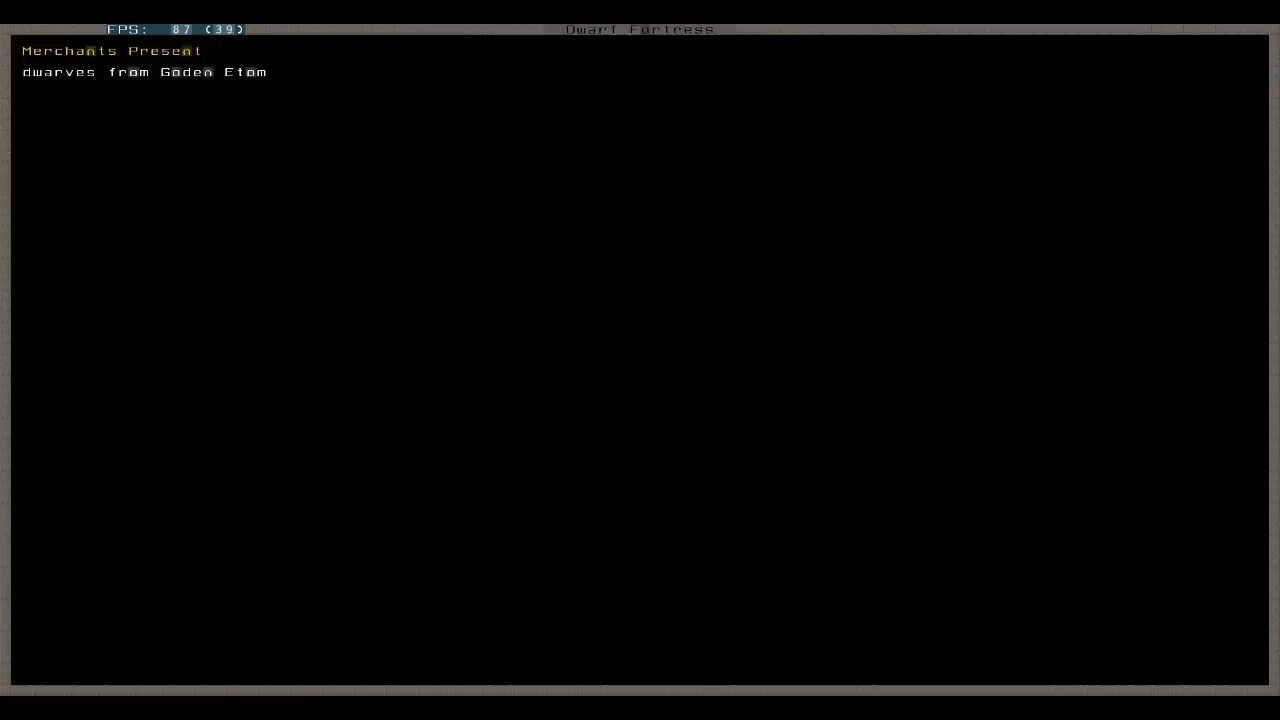 FPS: 87 (39) Dwarf Fortress
Merchants Present
dwarves from Goden Etom